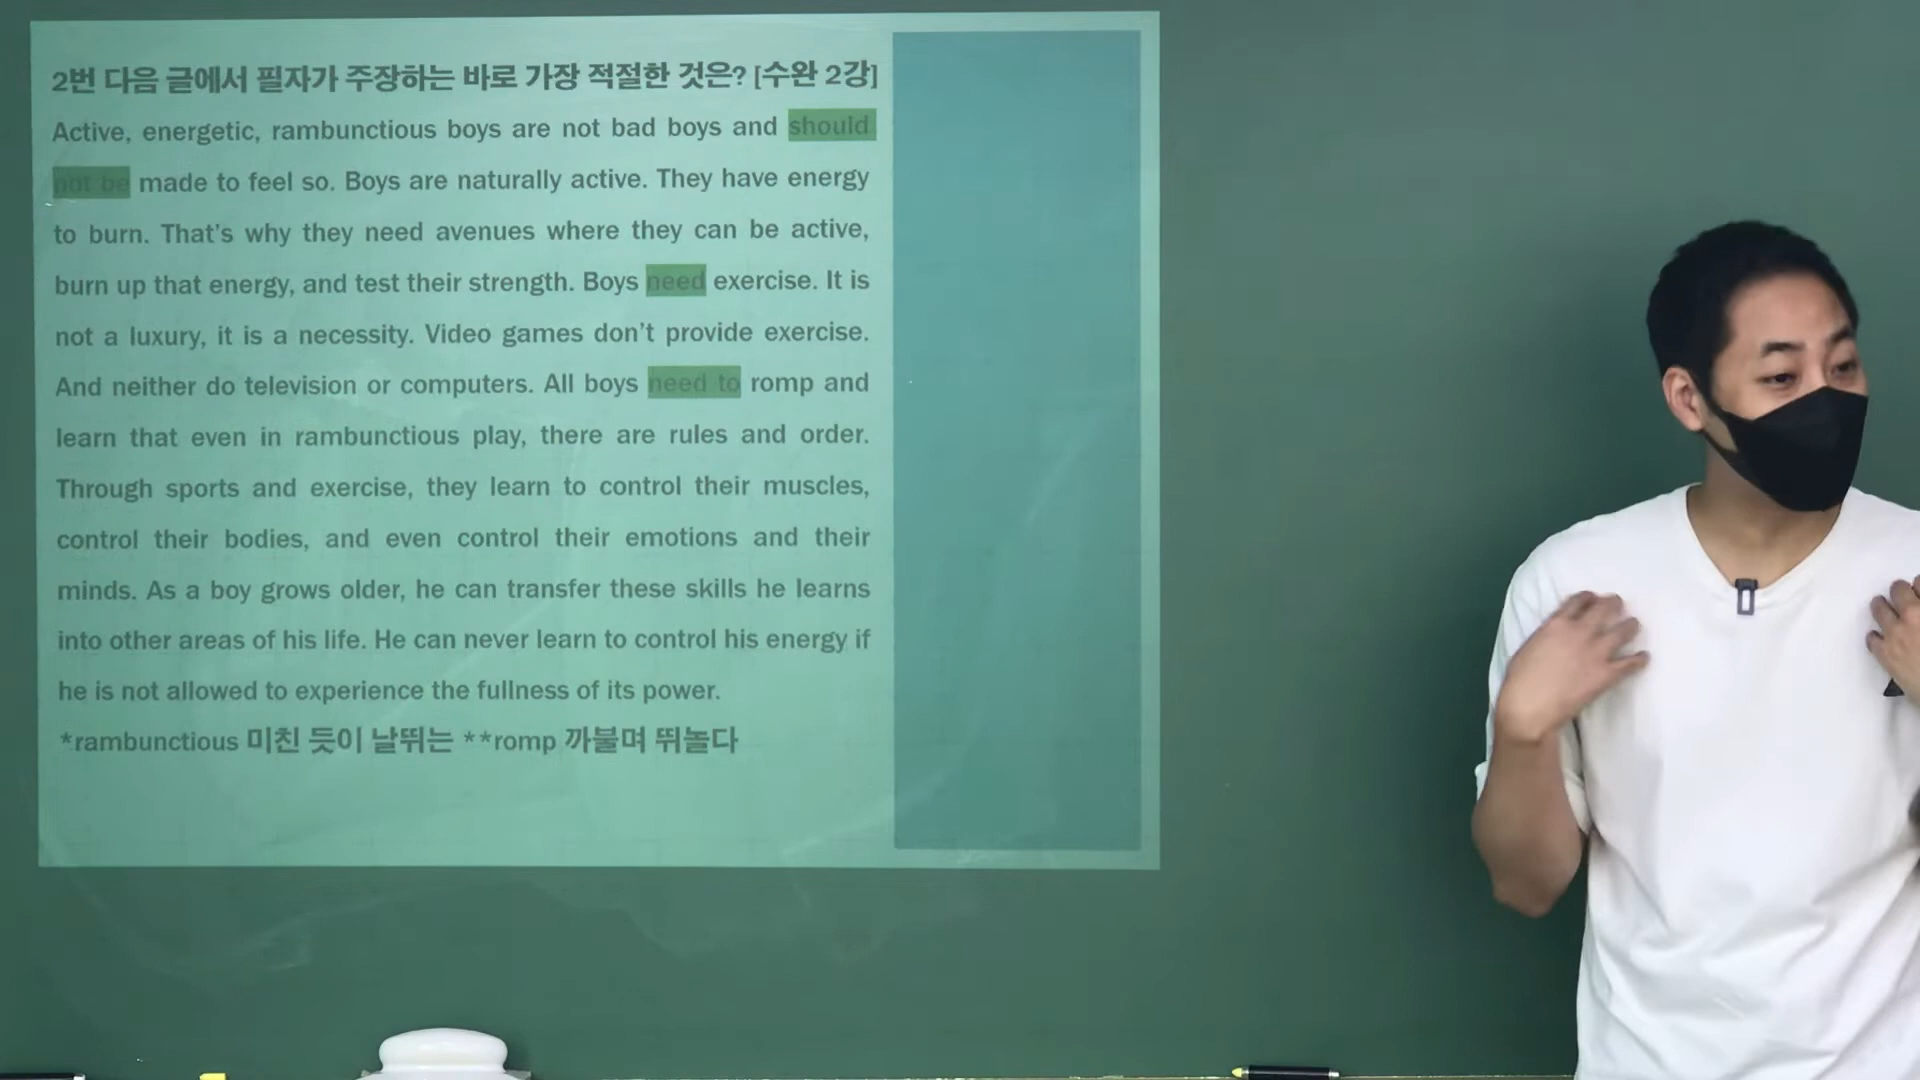 2번 다음 글에서 필자가 주장하는 바로 가장 적절한 것은? [수완 2강]
Active, energetic, rambunctious boys are not bad boys and should
not be made to feel so. Boys are naturally active. They have energy
to burn. That's why they need avenues where they can be active,
burn up that energy, and test their strength. Boys need exercise. It is
not a luxury, it is a necessity. Video games don't provide exercise.
And neither do television or computers. All boys need to romp and
learn that even in rambunctious play, there are rules and order.
Through sports and exercise, they learn to control their muscles,
control their bodies, and even control their emotions and their
minds. As a boy grows older, he can transfer these skills he learns
into other areas of his life. He can never learn to control his energy if
he is not allowed to experience the fullness of its power.
*rambunctious 미친 듯이 날뛰는 **romp 까불며 뛰놀다